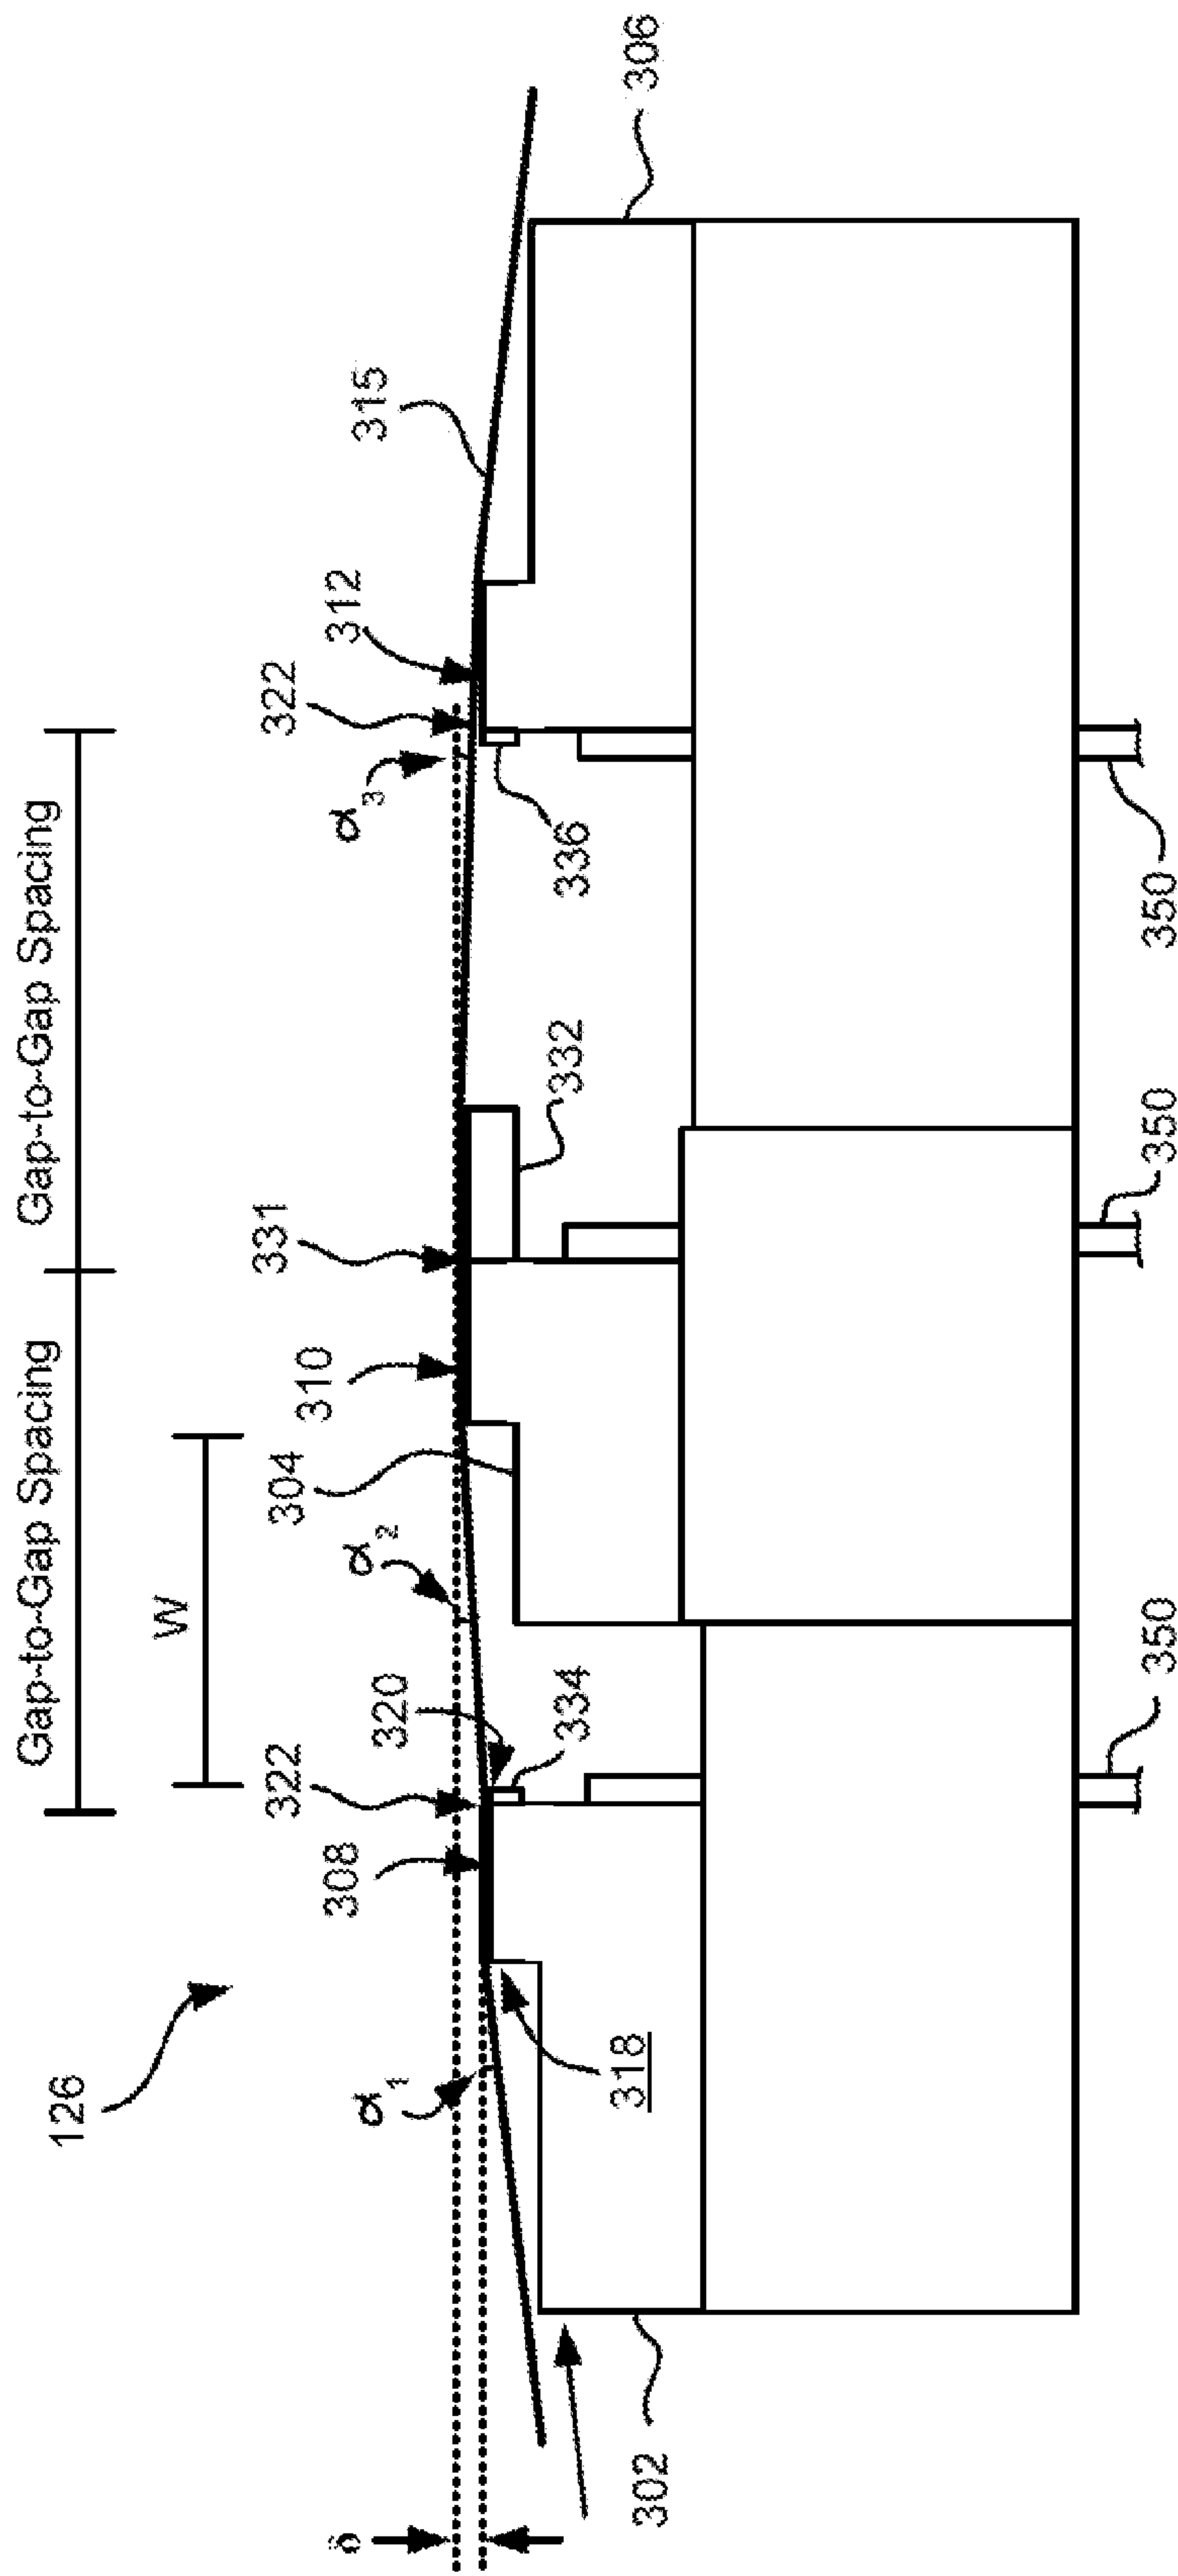 Gap-to-Gap Spacing
Gap-to-Gap Spacing
W
126
322
308
320
334
α₂
304
310
331
332
α₃
322
312
336
315
306
δ
α₁
318
302
350
350
350